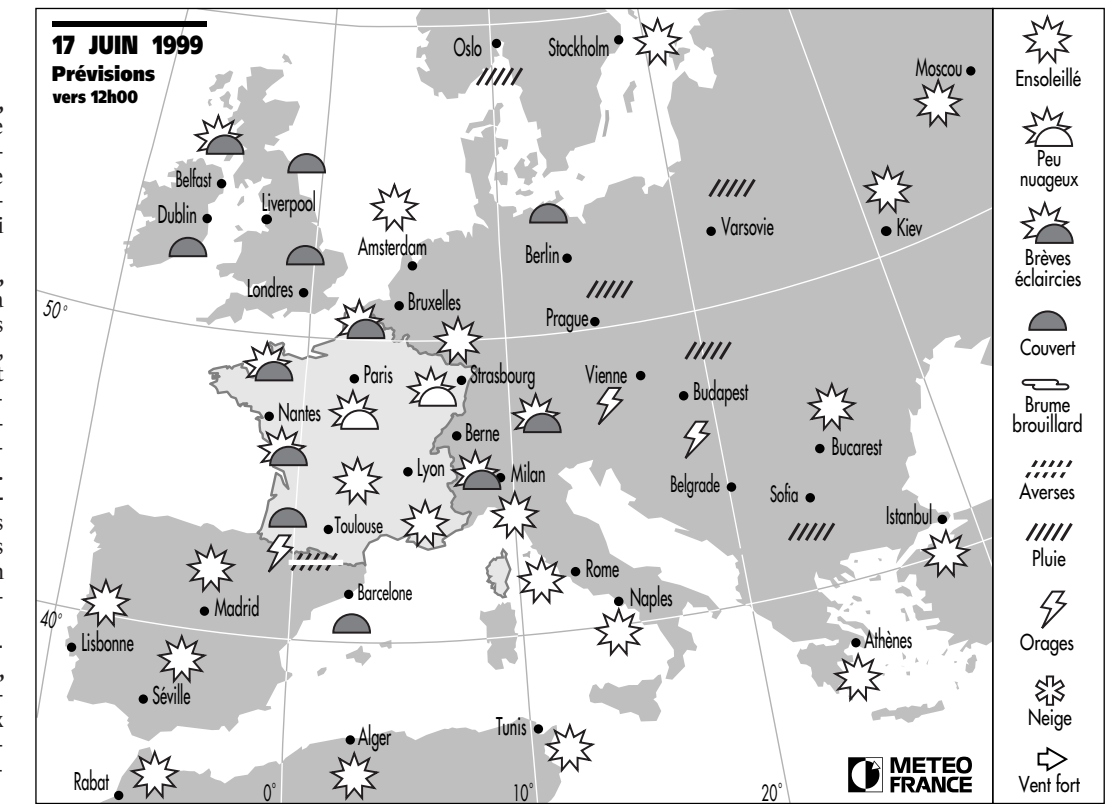 17 JUIN 1999
Prévisions
vers 12h00
Oslo
Stockholm
Moscou
Belfast
Dublin
Liverpool
Amsterdam
Londres
Bruxelles
Berlin
Varsovie
Kiev
Prague
50°
Paris
Strasbourg
Vienne
Budapest
Nantes
Berne
Bucarest
Lyon
Milan
Belgrade
Sofia
Istanbul
Toulouse
Rome
Barcelone
Naples
Madrid
40°
Lisbonne
Athènes
Séville
Tunis
Alger
Rabat
0°
10°
20°
METEO
FRANCE
Ensoleillé
Peu
nuageux
Brèves
éclaircies
Couvert
Brume
brouillard
Averses
Pluie
Orages
Neige
Vent fort